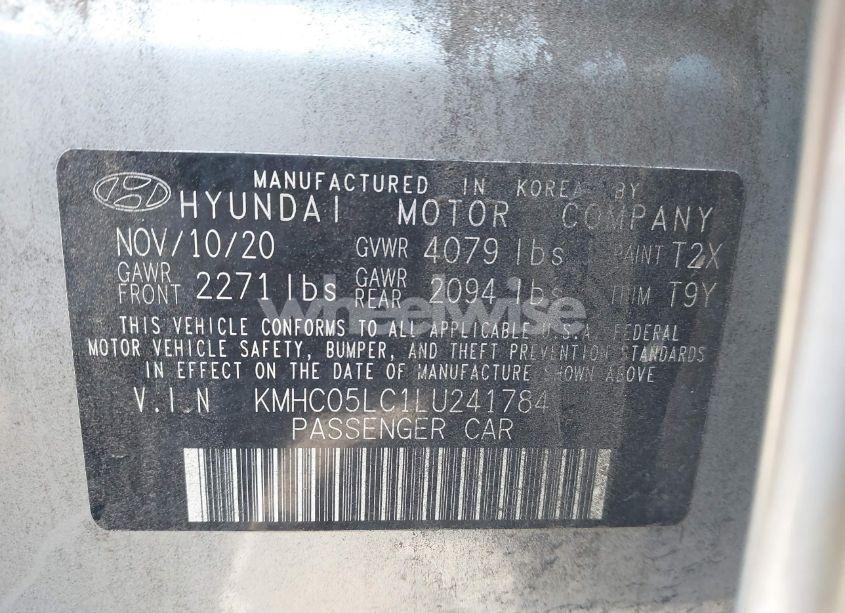 MANUFACTURED IN KOREA BY
HYUNDAI MOTOR COMPANY
NOV/10/20 GVWR 4079 lbs PAINT T2X
GAWR FRONT 2271 lbs GAWR REAR 2094 lbs TRIM T9Y
THIS VEHICLE CONFORMS TO ALL APPLICABLE U.S.A. FEDERAL
MOTOR VEHICLE SAFETY, BUMPER, AND THEFT PREVENTION STANDARDS
IN EFFECT ON THE DATE OF MANUFACTURE SHOWN ABOVE
V.I.N KMHC05LC1LU241784
PASSENGER CAR
wheelwise